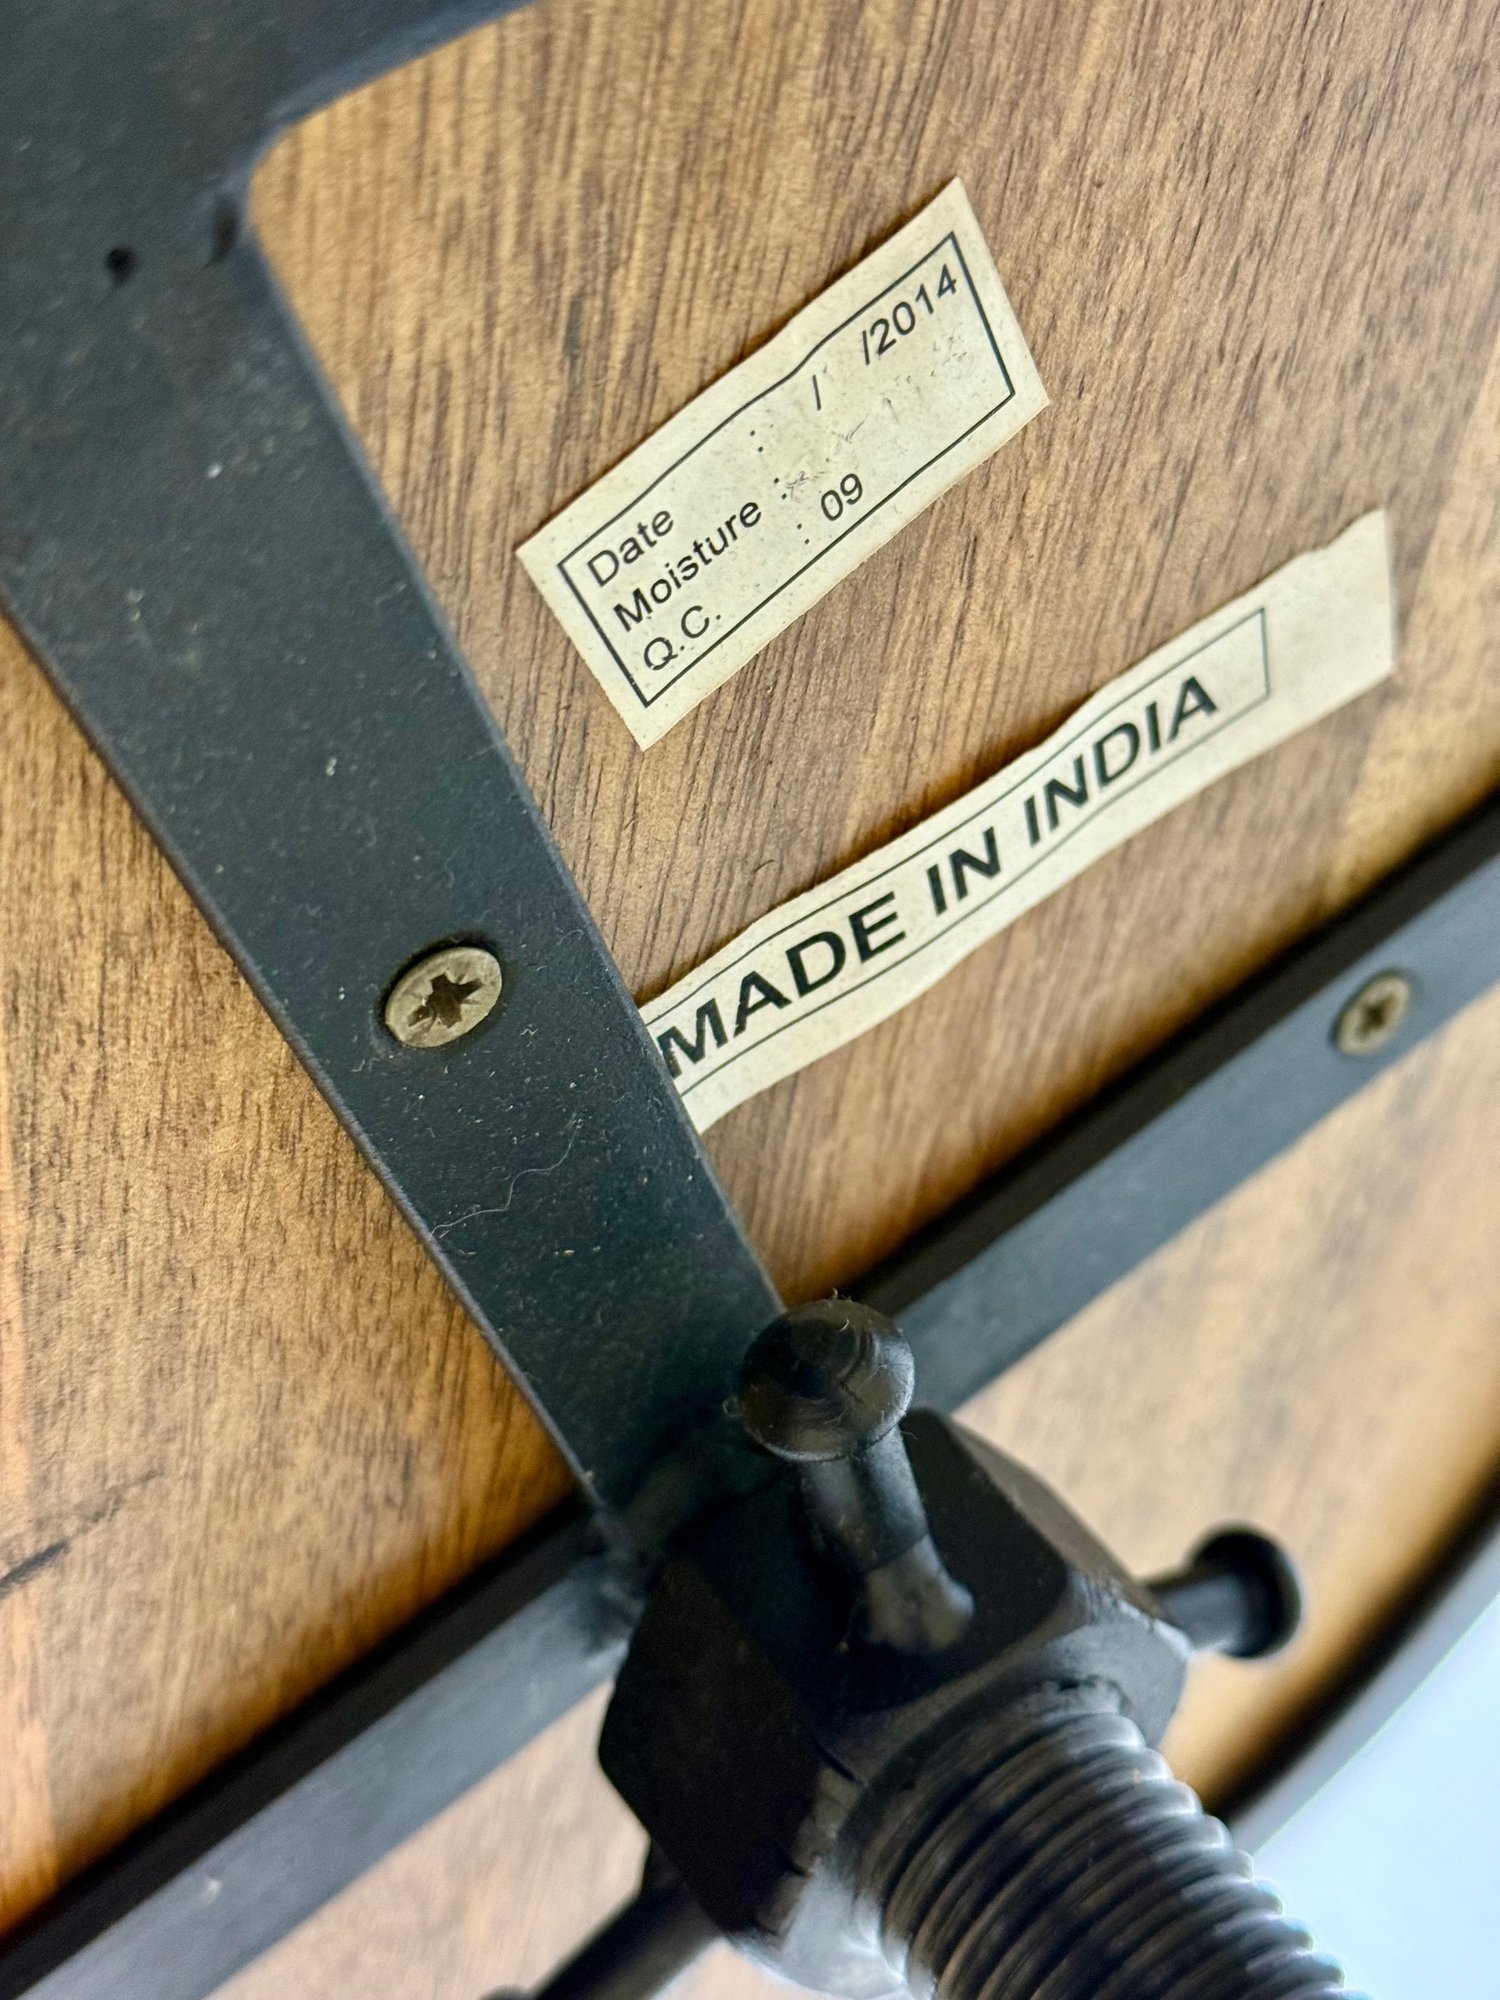 Date : / /2014
Moisture :
Q.C. : 09
MADE IN INDIA